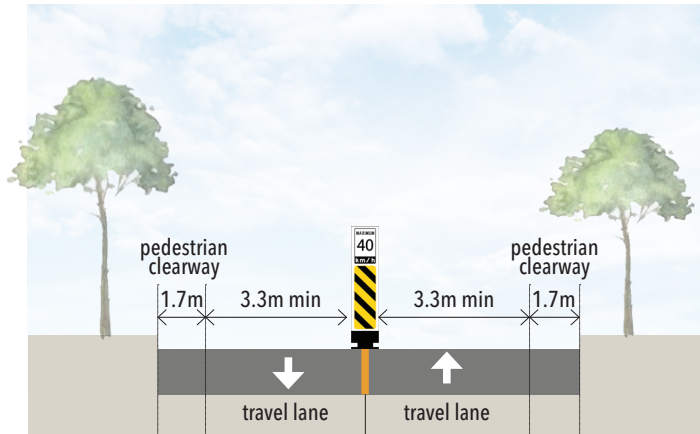 MAXIMUM
40
km/h
pedestrian
clearway
pedestrian
clearway
1.7m
3.3m min
3.3m min
1.7m
travel lane
travel lane